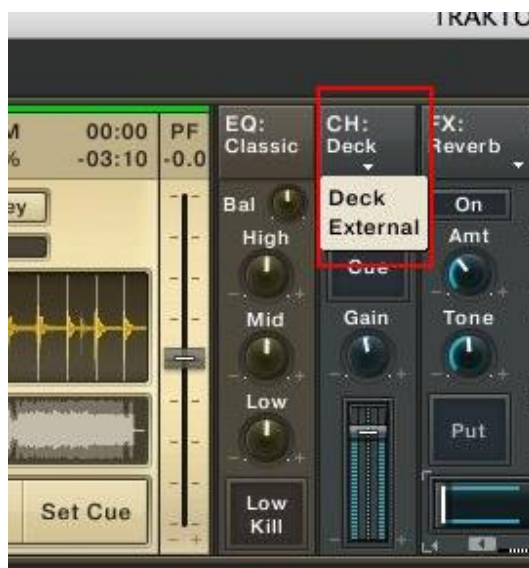 TRAKTO
M 00:00 PF
% -03:10 -0.0
EQ:
Classic
CH:
Deck
FX:
Reverb
Deck
External
ey
Bal
High
Mid
Low
Low
Kill
Cue
Gain
On
Amt
Tone
Put
Set Cue